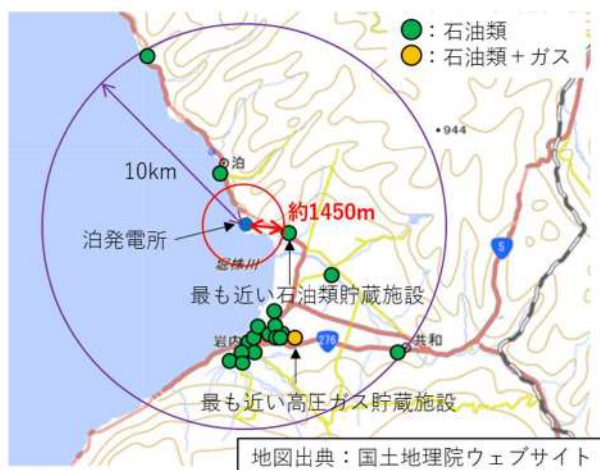 ：石油類
：石油類＋ガス
・944
10km
泊
約1450m
泊発電所
堀株川
5
最も近い石油類貯蔵施設
岩内
276
共和
最も近い高圧ガス貯蔵施設
地図出典：国土地理院ウェブサイト